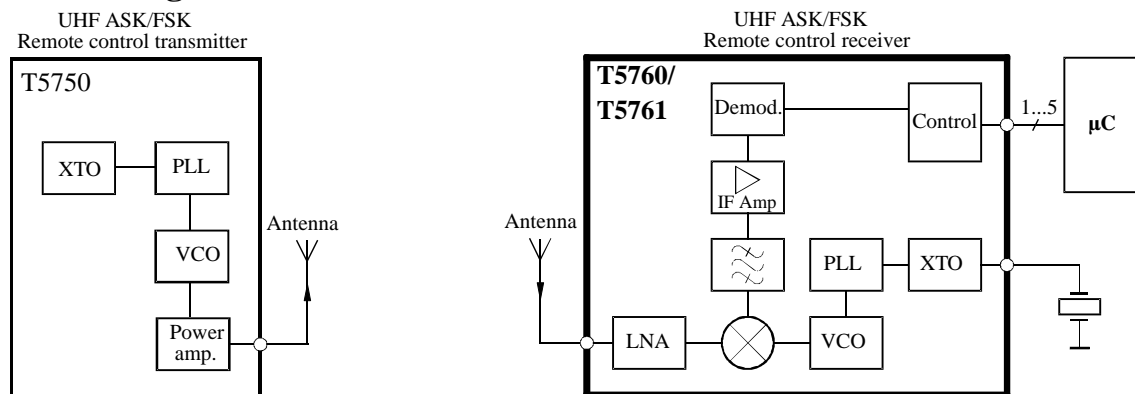 UHF ASK/FSK
Remote control transmitter
T5750
XTO
PLL
VCO
Power
amp.
Antenna
UHF ASK/FSK
Remote control receiver
T5760/
T5761
Demod.
Control
1...5
µC
IF Amp
Antenna
PLL
XTO
LNA
VCO